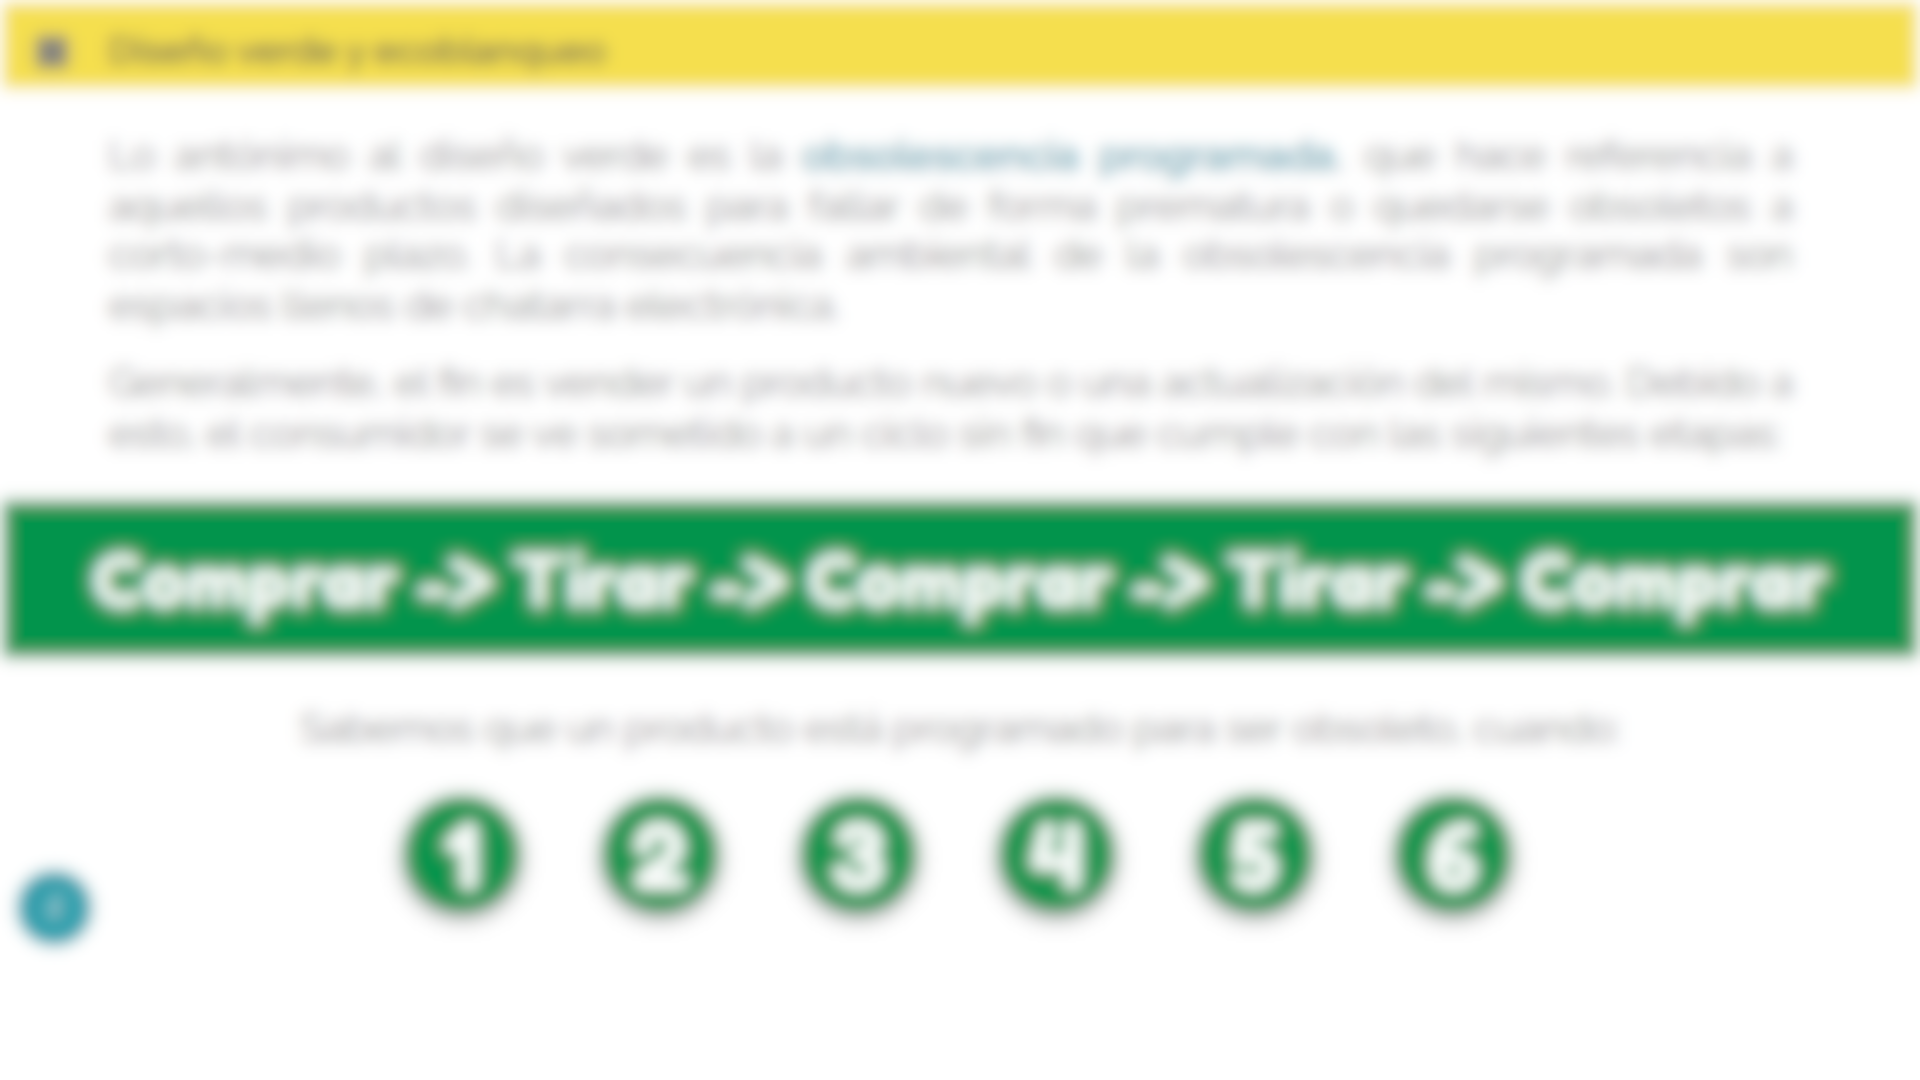 Diseño verde y ecoblanqueo
Lo antónimo al diseño verde es la obsolescencia programada, que hace referencia a
aquellos productos diseñados para fallar de forma prematura o quedarse obsoletos a
corto-medio plazo. La consecuencia ambiental de la obsolescencia programada son
espacios llenos de chatarra electrónica.
Generalmente, el fin es vender un producto nuevo o una actualización del mismo. Debido a
esto, el consumidor se ve sometido a un ciclo sin fin que cumple con las siguientes etapas:
Comprar -> Tirar -> Comprar -> Tirar -> Comprar
Sabemos que un producto está programado para ser obsoleto, cuando:
1 2 3 4 5 6